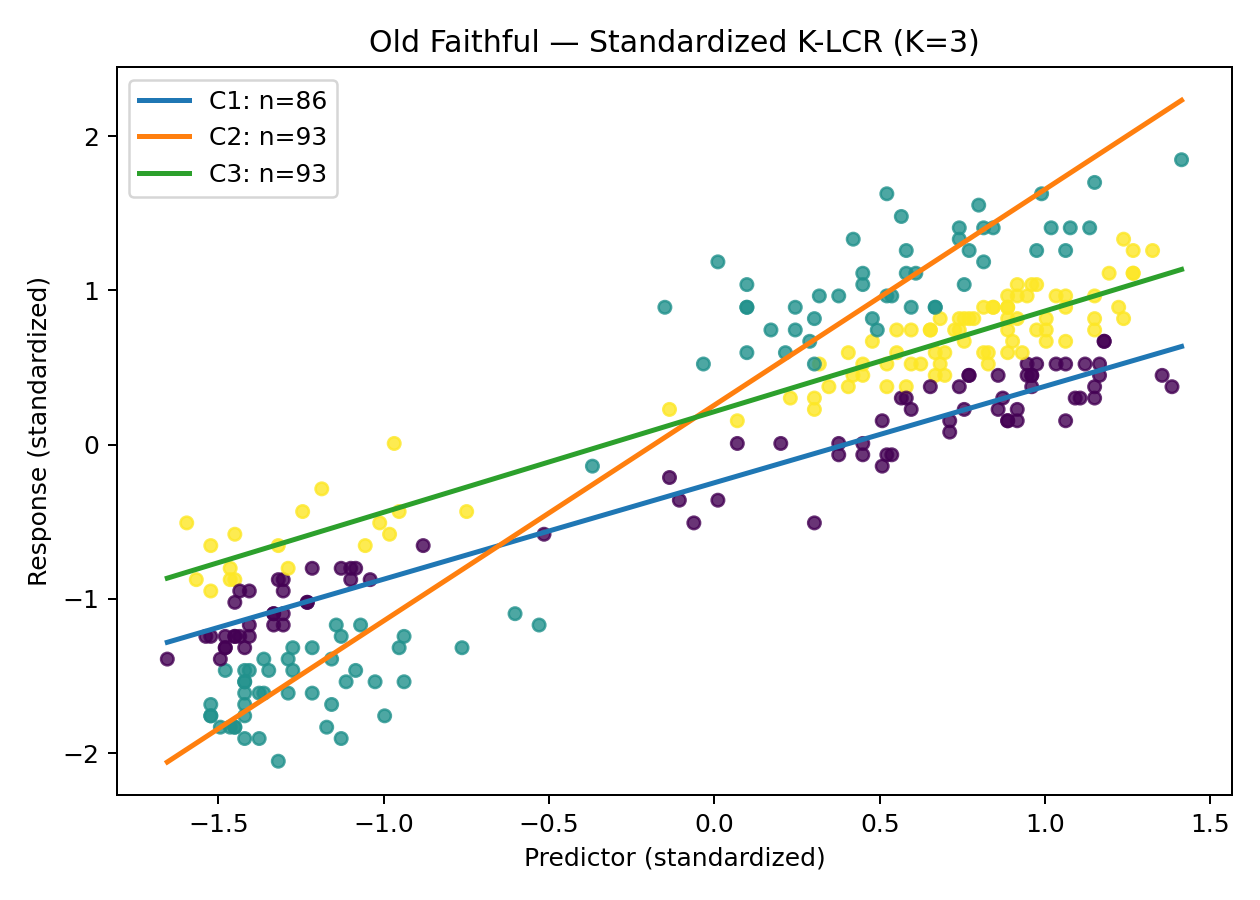 Old Faithful — Standardized K-LCR (K=3)
C1: n=86
C2: n=93
C3: n=93
Response (standardized)
2
1
0
−1
−2
−1.5
−1.0
−0.5
0.0
0.5
1.0
1.5
Predictor (standardized)